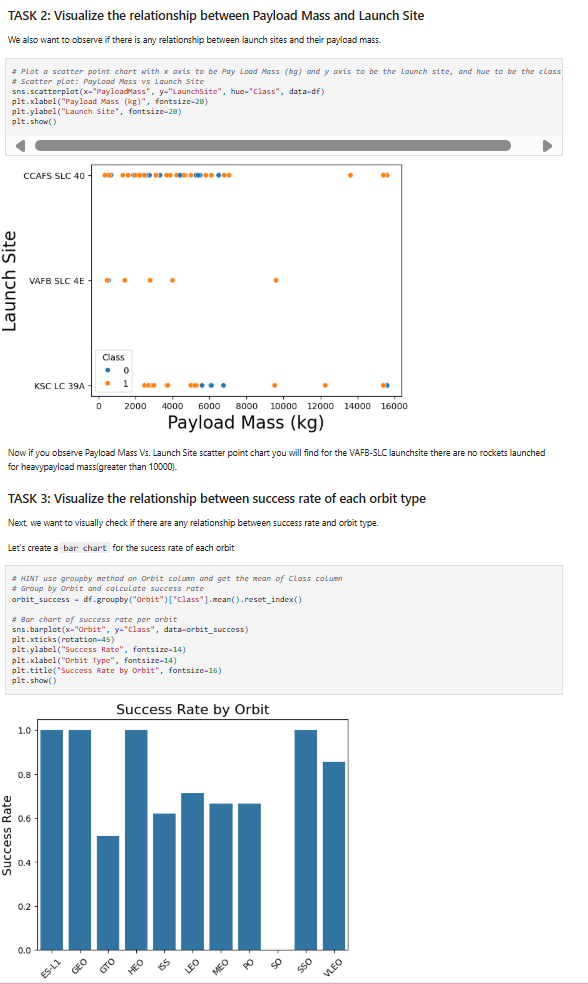 TASK 2: Visualize the relationship between Payload Mass and Launch Site
We also want to observe if there is any relationship between launch sites and their payload mass.
# Plot a scatter point chart with x axis to be Pay Load Mass (kg) and y axis to be the launch site, and hue to be the class
# Scatter plot: Payload Mass vs Launch Site
sns.scatterplot(x="PayloadMass", y="LaunchSite", hue="Class", data=df)
plt.xlabel("Payload Mass (kg)", fontsize=20)
plt.ylabel("Launch Site", fontsize=20)
plt.show()
CCAFS SLC 40
VAFB SLC 4E
KSC LC 39A
Launch Site
Class
0
1
0 2000 4000 6000 8000 10000 12000 14000 16000
Payload Mass (kg)
Now if you observe Payload Mass Vs. Launch Site scatter point chart you will find for the VAFB-SLC launchsite there are no rockets launched
for heavypayload mass(greater than 10000).
TASK 3: Visualize the relationship between success rate of each orbit type
Next, we want to visually check if there are any relationship between success rate and orbit type.
Let's create a bar chart for the sucess rate of each orbit
# HINT use groupby method on Orbit column and get the mean of Class column
# Group by Orbit and calculate success rate
orbit_success = df.groupby("Orbit")["Class"].mean().reset_index()
# Bar chart of success rate per orbit
sns.barplot(x="Orbit", y="Class", data=orbit_success)
plt.xticks(rotation=45)
plt.ylabel("Success Rate", fontsize=14)
plt.xlabel("Orbit Type", fontsize=14)
plt.title("Success Rate by Orbit", fontsize=16)
plt.show()
Success Rate by Orbit
1.0
0.8
0.6
0.4
0.2
0.0
Success Rate
ES-L1 GEO GTO HEO ISS LEO MEO PO SO SSO VLEO